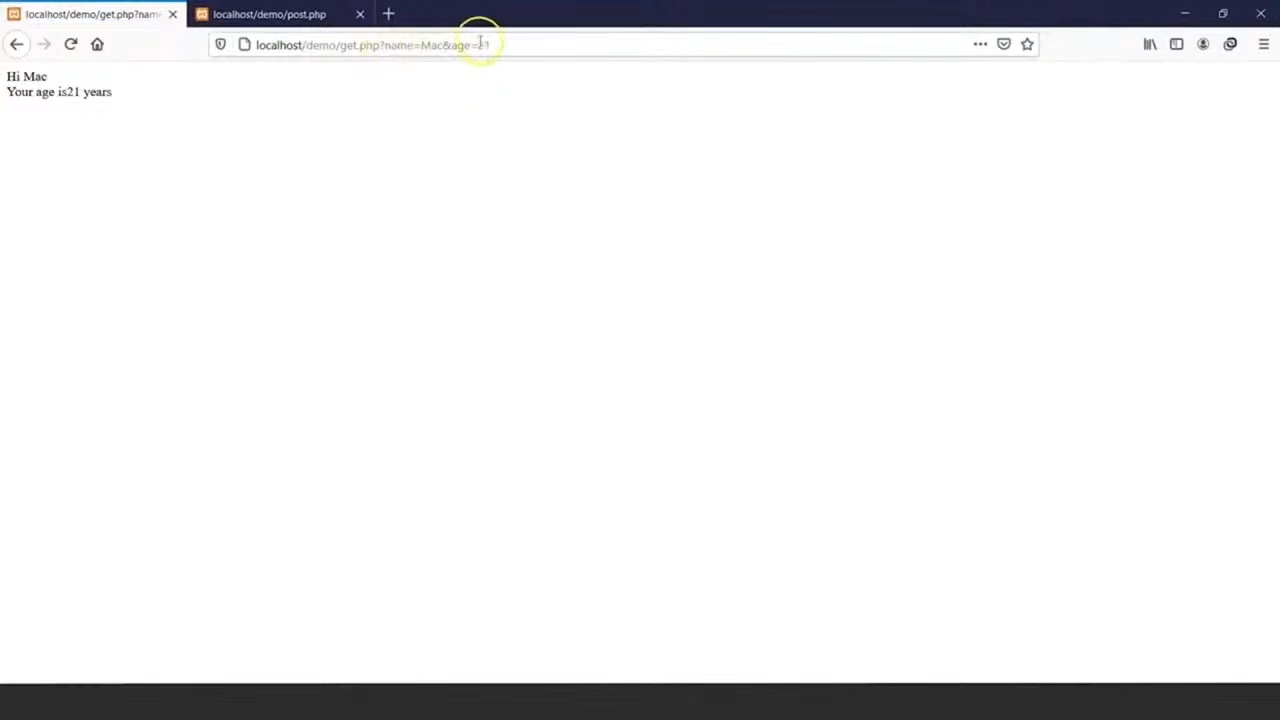 localhost/demo/get.php?nam
localhost/demo/post.php
localhost/demo/get.php?name=Mac&age=21
Hi Mac
Your age is21 years